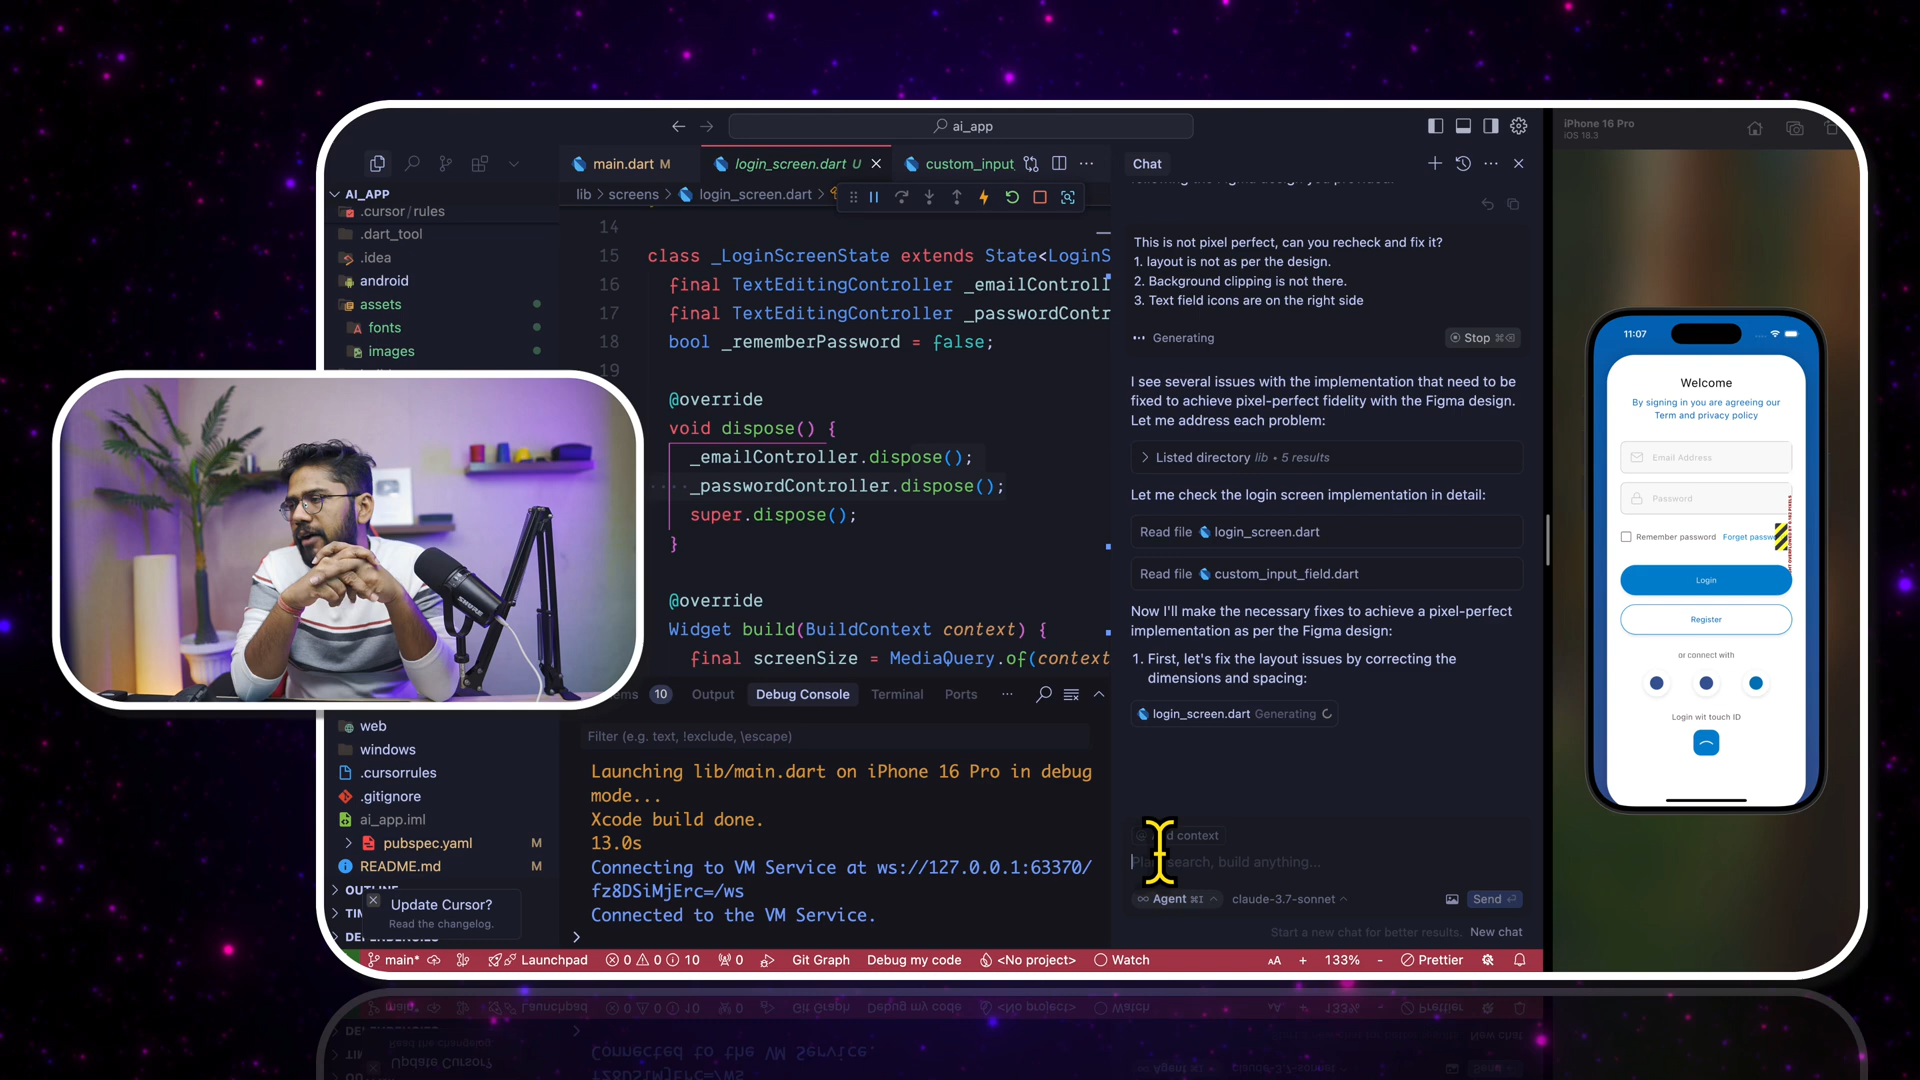 ai_app
iPhone 16 Pro
iOS 18.3
main.dart M
login_screen.dart U
custom_input
Chat
AI_APP
lib > screens > login_screen.dart >
.cursor/rules
.dart_tool
.idea
android
assets
fonts
images
web
windows
.cursorrules
.gitignore
ai_app.iml
pubspec.yaml M
README.md M
OUTLINE
Update Cursor?
Read the changelog.
14
15 class _LoginScreenState extends State<LoginS
16 final TextEditingController _emailControll
17 final TextEditingController _passwordContr
18 bool _rememberPassword = false;
19
@override
void dispose() {
_emailController.dispose();
_passwordController.dispose();
super.dispose();
}
@override
Widget build(BuildContext context) {
final screenSize = MediaQuery.of(context
10 Output Debug Console Terminal Ports
Filter (e.g. text, !exclude, \escape)
Launching lib/main.dart on iPhone 16 Pro in debug
mode...
Xcode build done.
13.0s
Connecting to VM Service at ws://127.0.0.1:63370/
fz8DSiMjErc=/ws
Connected to the VM Service.
>
This is not pixel perfect, can you recheck and fix it?
1. layout is not as per the design.
2. Background clipping is not there.
3. Text field icons are on the right side
Generating
Stop
I see several issues with the implementation that need to be
fixed to achieve pixel-perfect fidelity with the Figma design.
Let me address each problem:
Listed directory lib • 5 results
Let me check the login screen implementation in detail:
Read file login_screen.dart
Read file custom_input_field.dart
Now I'll make the necessary fixes to achieve a pixel-perfect
implementation as per the Figma design:
1. First, let's fix the layout issues by correcting the
dimensions and spacing:
login_screen.dart Generating
context
search, build anything...
Agent ⌘I claude-3.7-sonnet Send
Start a new chat for better results. New chat
main* Launchpad 0 0 10 0 Git Graph Debug my code <No project> Watch AA + 133% - Prettier
11:07
Welcome
By signing in you are agreeing our
Term and privacy policy
Email Address
Password
Remember password Forget passw
Login
Register
or connect with
Login wit touch ID
SHURE